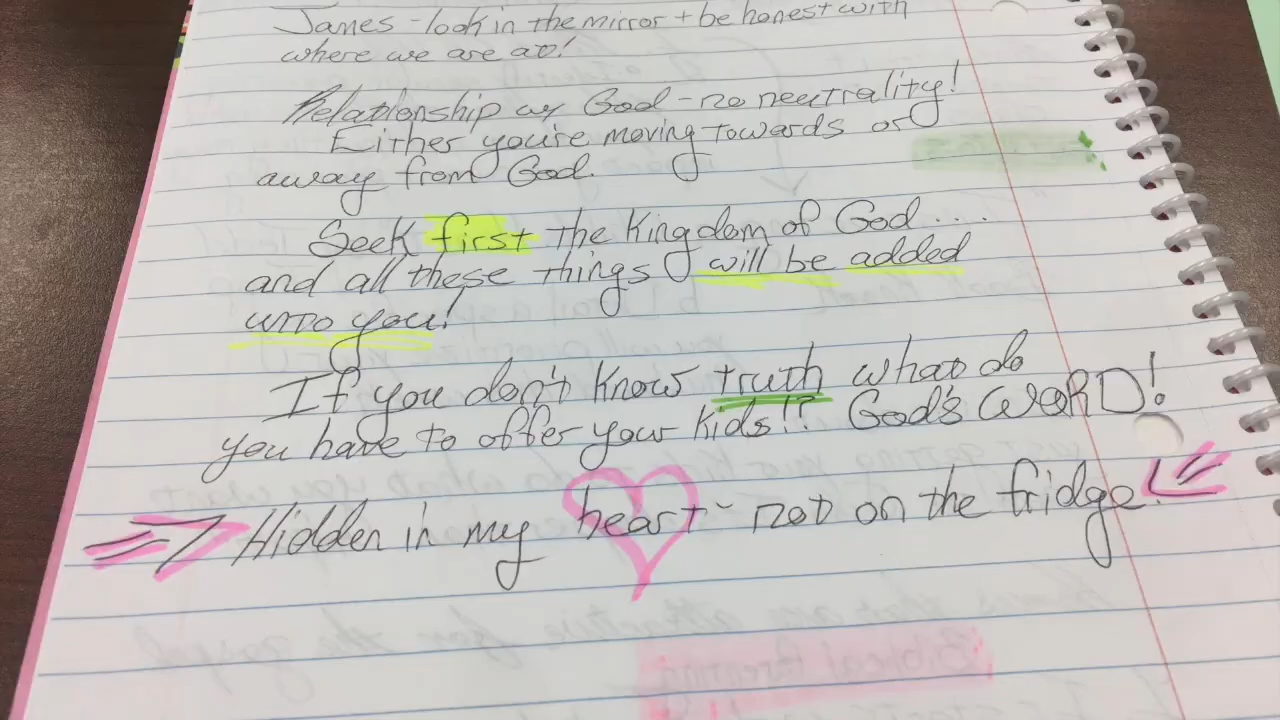 James - look in the mirror + be honest with
where we are at!
Relationship w/ God - no neutrality!
Either you're moving towards or
away from God.
Seek first the Kingdom of God ....
and all these things will be added
unto you!
If you don't know truth what do
you have to offer your kids!? God's WORD!
⇒ Hidden in my heart - not on the fridge! ⇐
Biblical Parenting